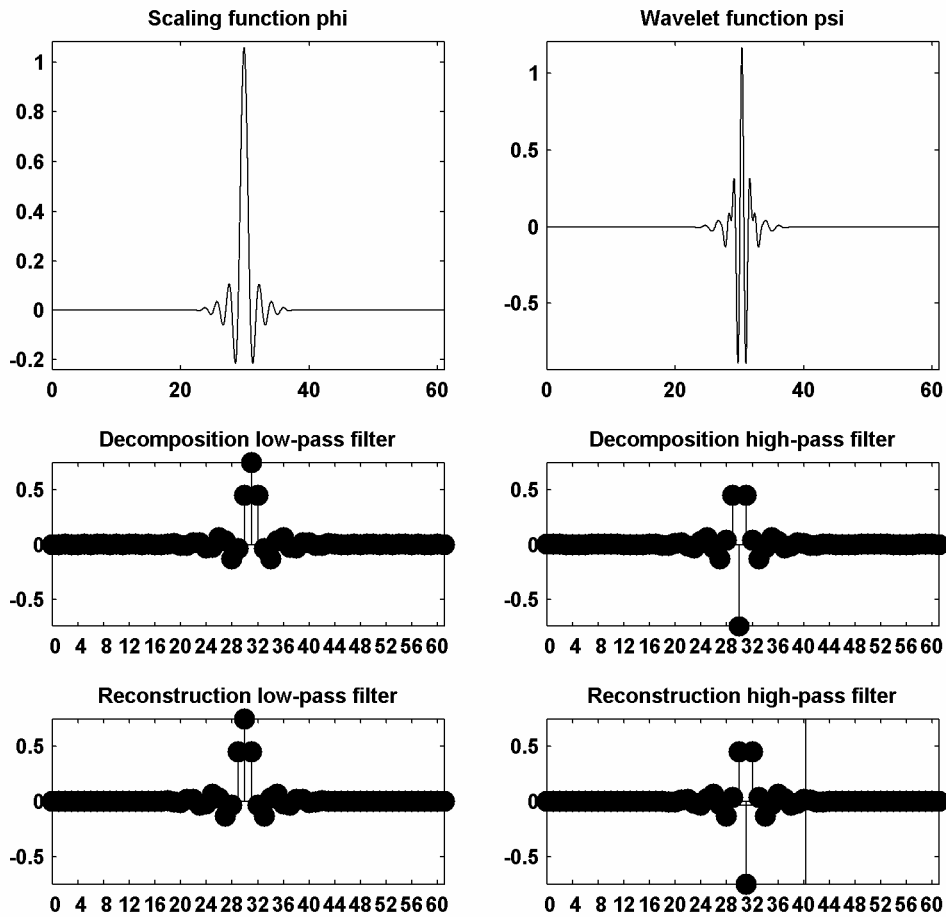 Scaling function phi
Wavelet function psi
1
0.8
0.6
0.4
0.2
0
-0.2
0 20 40 60
1
0.5
0
-0.5
0 20 40 60
Decomposition low-pass filter
Decomposition high-pass filter
0.5
0
-0.5
0 4 8 12 16 20 24 28 32 36 40 44 48 52 56 60
0.5
0
-0.5
0 4 8 12 16 20 24 28 32 36 40 44 48 52 56 60
Reconstruction low-pass filter
Reconstruction high-pass filter
0.5
0
-0.5
0 4 8 12 16 20 24 28 32 36 40 44 48 52 56 60
0.5
0
-0.5
0 4 8 12 16 20 24 28 32 36 40 44 48 52 56 60